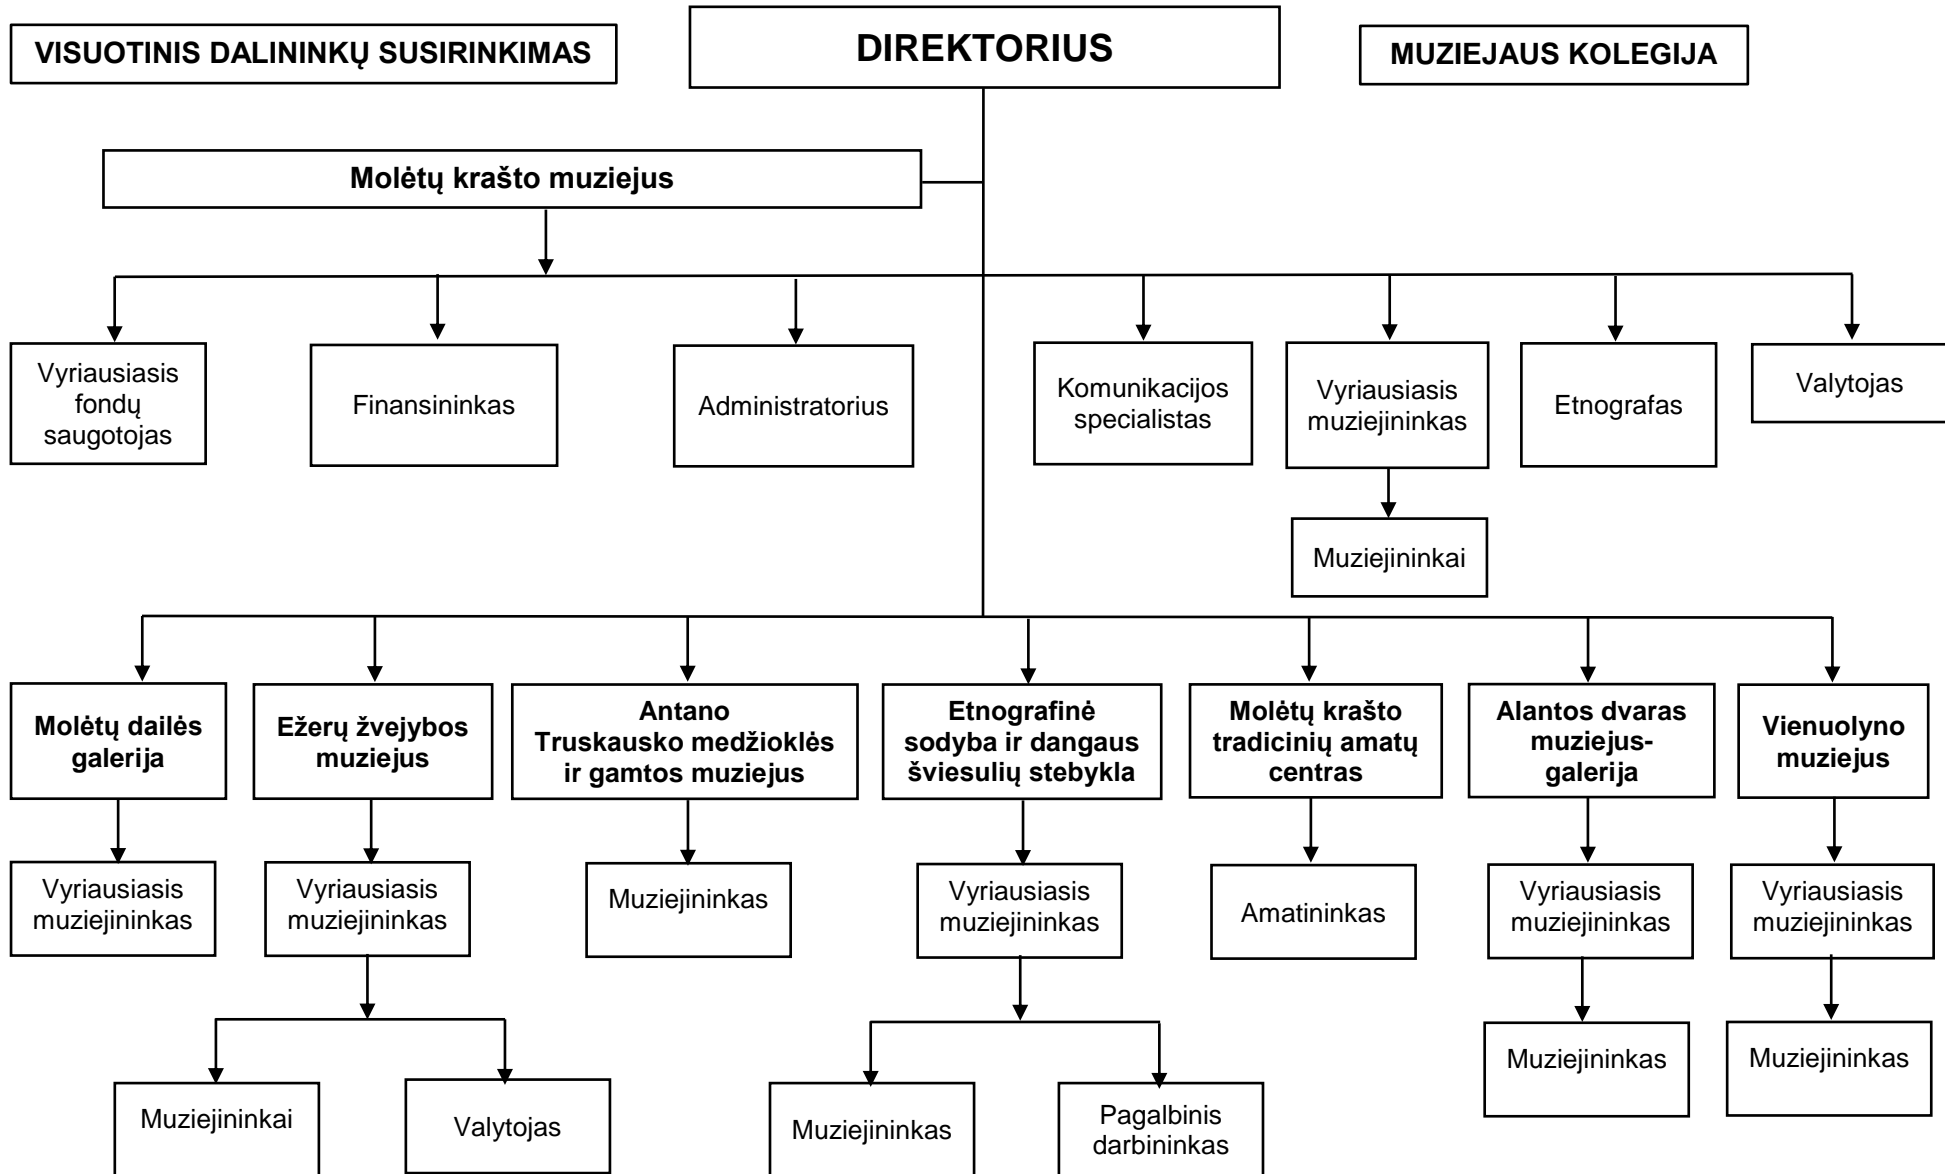 VISUOTINIS DALININKŲ SUSIRINKIMAS
DIREKTORIUS
MUZIEJAUS KOLEGIJA
Molėtų krašto muziejus
Vyriausiasis
fondų
saugotojas
Finansininkas
Administratorius
Komunikacijos
specialistas
Vyriausiasis
muziejininkas
Etnografas
Valytojas
Muziejininkai
Molėtų dailės
galerija
Ežerų žvejybos
muziejus
Antano
Truskausko medžioklės
ir gamtos muziejus
Etnografinė
sodyba ir dangaus
šviesulių stebykla
Molėtų krašto
tradicinių amatų
centras
Alantos dvaras
muziejus-
galerija
Vienuolyno
muziejus
Vyriausiasis
muziejininkas
Vyriausiasis
muziejininkas
Muziejininkas
Vyriausiasis
muziejininkas
Amatininkas
Vyriausiasis
muziejininkas
Vyriausiasis
muziejininkas
Muziejininkai
Valytojas
Muziejininkas
Pagalbinis
darbininkas
Muziejininkas
Muziejininkas